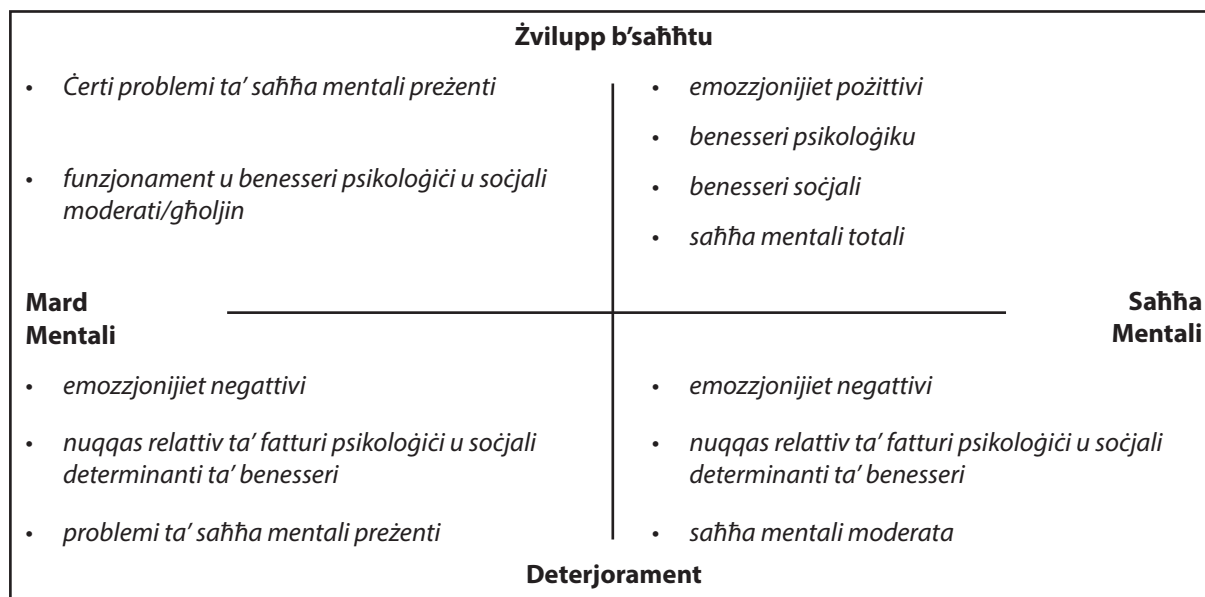 Żvilupp b'saħħtu
• Ċerti problemi ta' saħħa mentali preżenti
• funzjonament u benesseri psikoloġiċi u soċjali
moderati/għoljin
• emozzjonijiet pożittivi
• benesseri psikoloġiku
• benesseri soċjali
• saħħa mentali totali
Mard
Mentali
Saħħa
Mentali
• emozzjonijiet negattivi
• nuqqas relattiv ta' fatturi psikoloġiċi u soċjali
determinanti ta' benesseri
• problemi ta' saħħa mentali preżenti
• emozzjonijiet negattivi
• nuqqas relattiv ta' fatturi psikoloġiċi u soċjali
determinanti ta' benesseri
• saħħa mentali moderata
Deterjorament